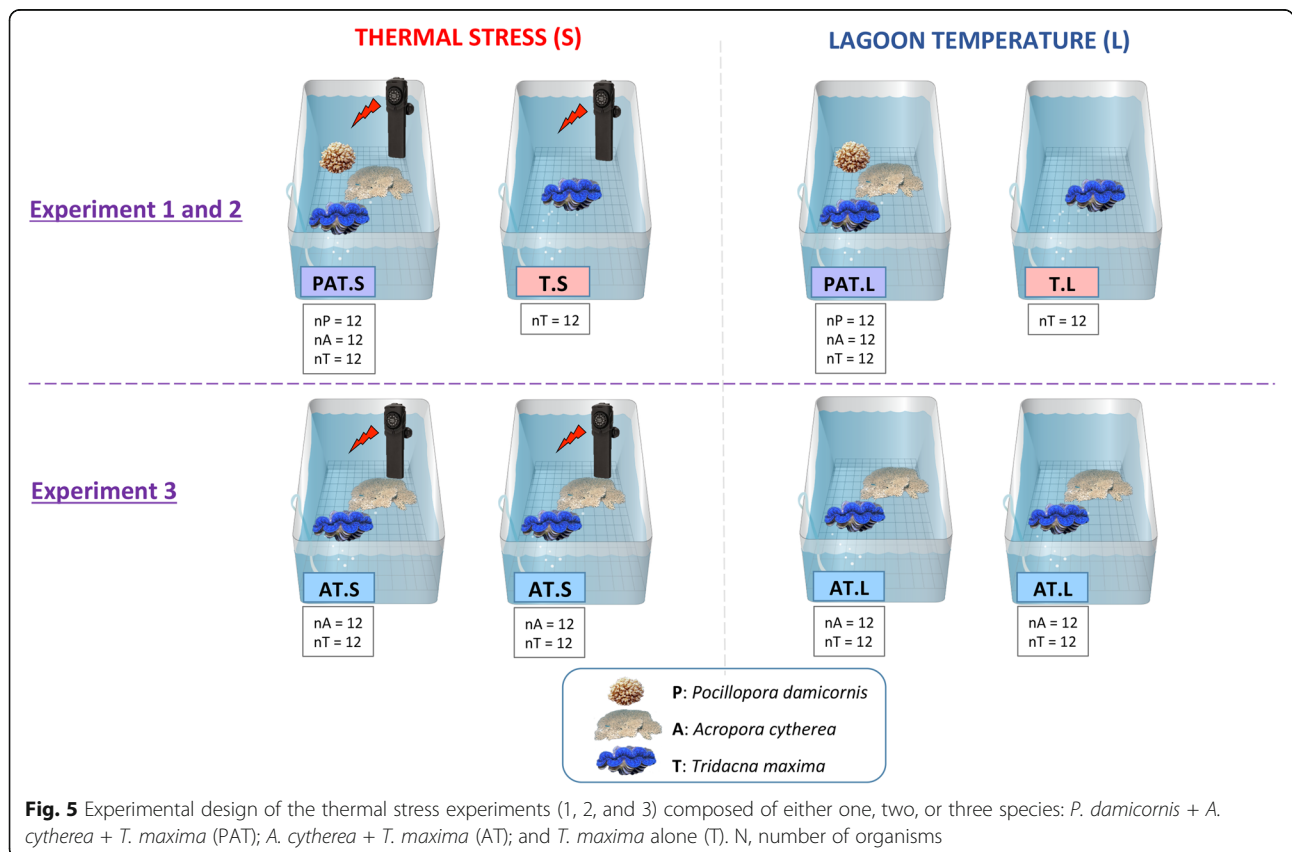 THERMAL STRESS (S)
LAGOON TEMPERATURE (L)
Experiment 1 and 2
PAT.S
T.S
PAT.L
T.L
nP = 12
nA = 12
nT = 12
nT = 12
nP = 12
nA = 12
nT = 12
nT = 12
Experiment 3
AT.S
AT.S
AT.L
AT.L
nA = 12
nT = 12
nA = 12
nT = 12
nA = 12
nT = 12
nA = 12
nT = 12
P: Pocillopora damicornis
A: Acropora cytherea
T: Tridacna maxima
Fig. 5 Experimental design of the thermal stress experiments (1, 2, and 3) composed of either one, two, or three species: P. damicornis + A.
cytherea + T. maxima (PAT); A. cytherea + T. maxima (AT); and T. maxima alone (T). N, number of organisms